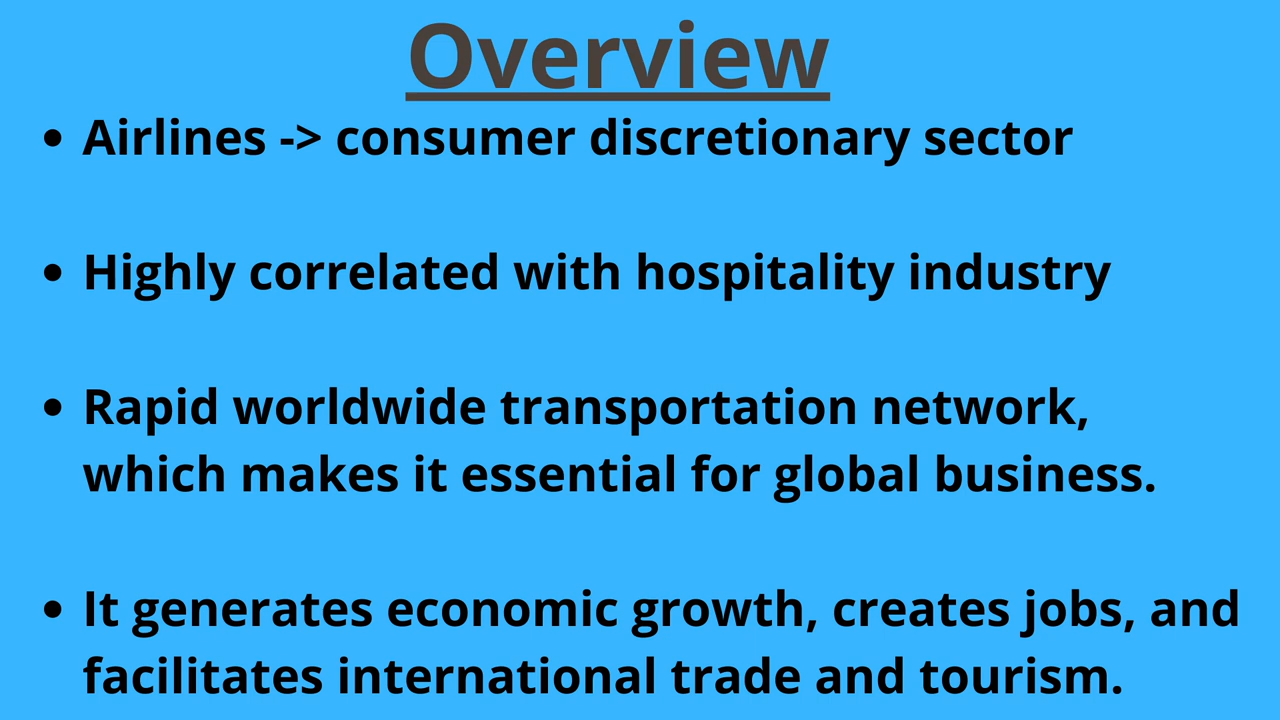 Overview
• Airlines -> consumer discretionary sector
• Highly correlated with hospitality industry
• Rapid worldwide transportation network,
which makes it essential for global business.
• It generates economic growth, creates jobs, and
facilitates international trade and tourism.